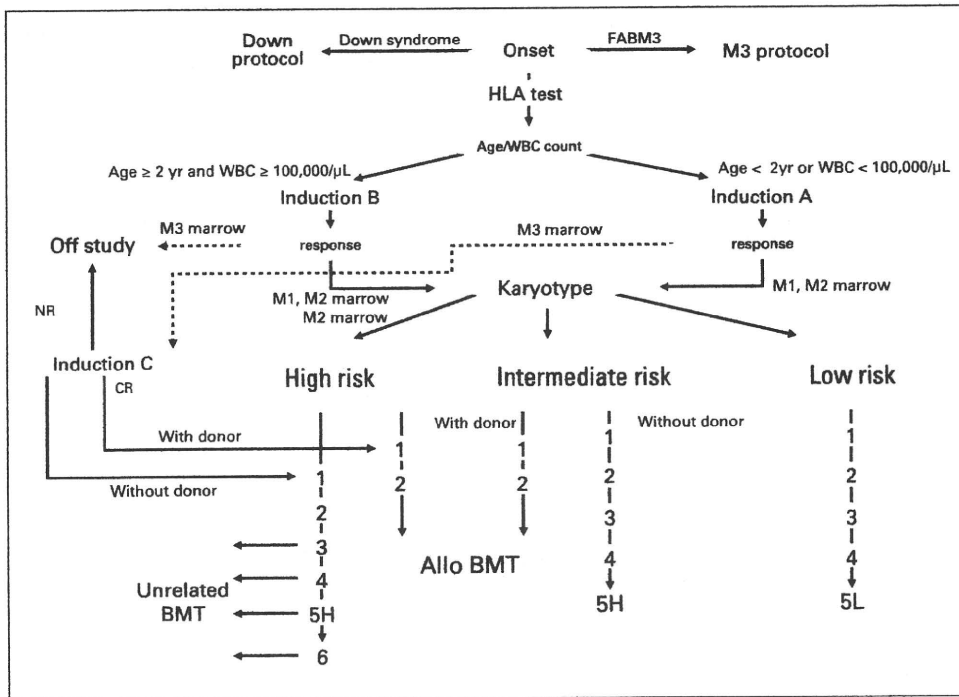 Down syndrome
FABM3
Down
protocol
Onset
M3 protocol
HLA test
Age/WBC count
Age ≥ 2 yr and WBC ≥ 100,000/µL
Age < 2yr or WBC < 100,000/µL
Induction B
Induction A
M3 marrow
M3 marrow
Off study
response
response
M1, M2 marrow
Karyotype
M1, M2 marrow
M2 marrow
NR
Induction C
CR
High risk
Intermediate risk
Low risk
With donor
Without donor
With donor
Without donor
1
1
1
1
1
2
2
2
2
2
3
3
3
4
4
4
Allo BMT
Unrelated
BMT
5H
5H
5L
6